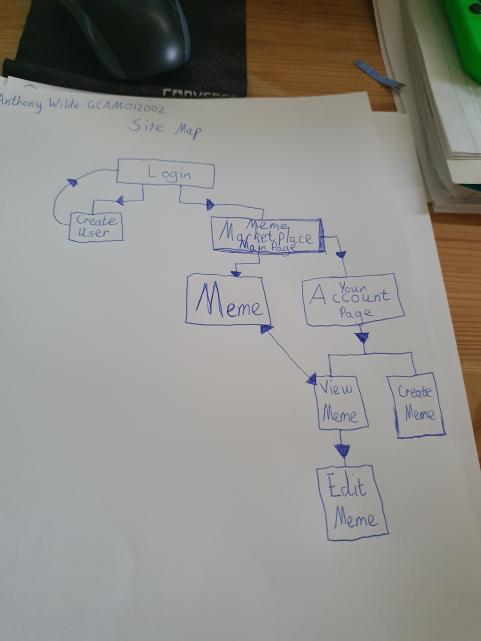 CONVERSE
Anthony Wilde GCAM012002
Site Map
Login
Create
User
Meme
Market Place
Main Page
Meme
Your
Account
Page
View
Meme
Create
Meme
Edit
Meme